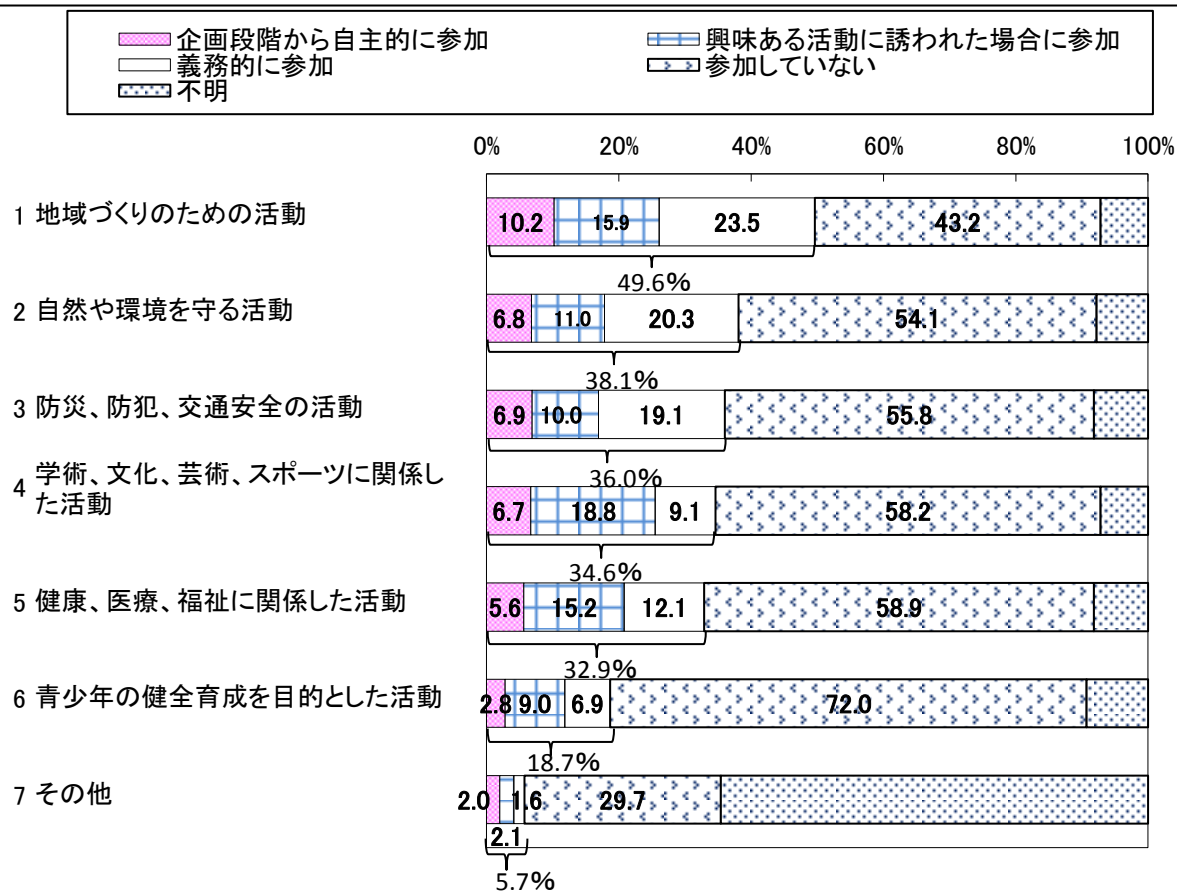 企画段階から自主的に参加 興味ある活動に誘われた場合に参加
義務的に参加 参加していない
不明
0% 20% 40% 60% 80% 100%
1 地域づくりのための活動 10.2 15.9 23.5 43.2
49.6%
2 自然や環境を守る活動 6.8 11.0 20.3 54.1
38.1%
3 防災、防犯、交通安全の活動 6.9 10.0 19.1 55.8
36.0%
4 学術、文化、芸術、スポーツに関係し
た活動 6.7 18.8 9.1 58.2
34.6%
5 健康、医療、福祉に関係した活動 5.6 15.2 12.1 58.9
32.9%
6 青少年の健全育成を目的とした活動 2.8 9.0 6.9 72.0
18.7%
7 その他 2.0 1.6 29.7
2.1
5.7%